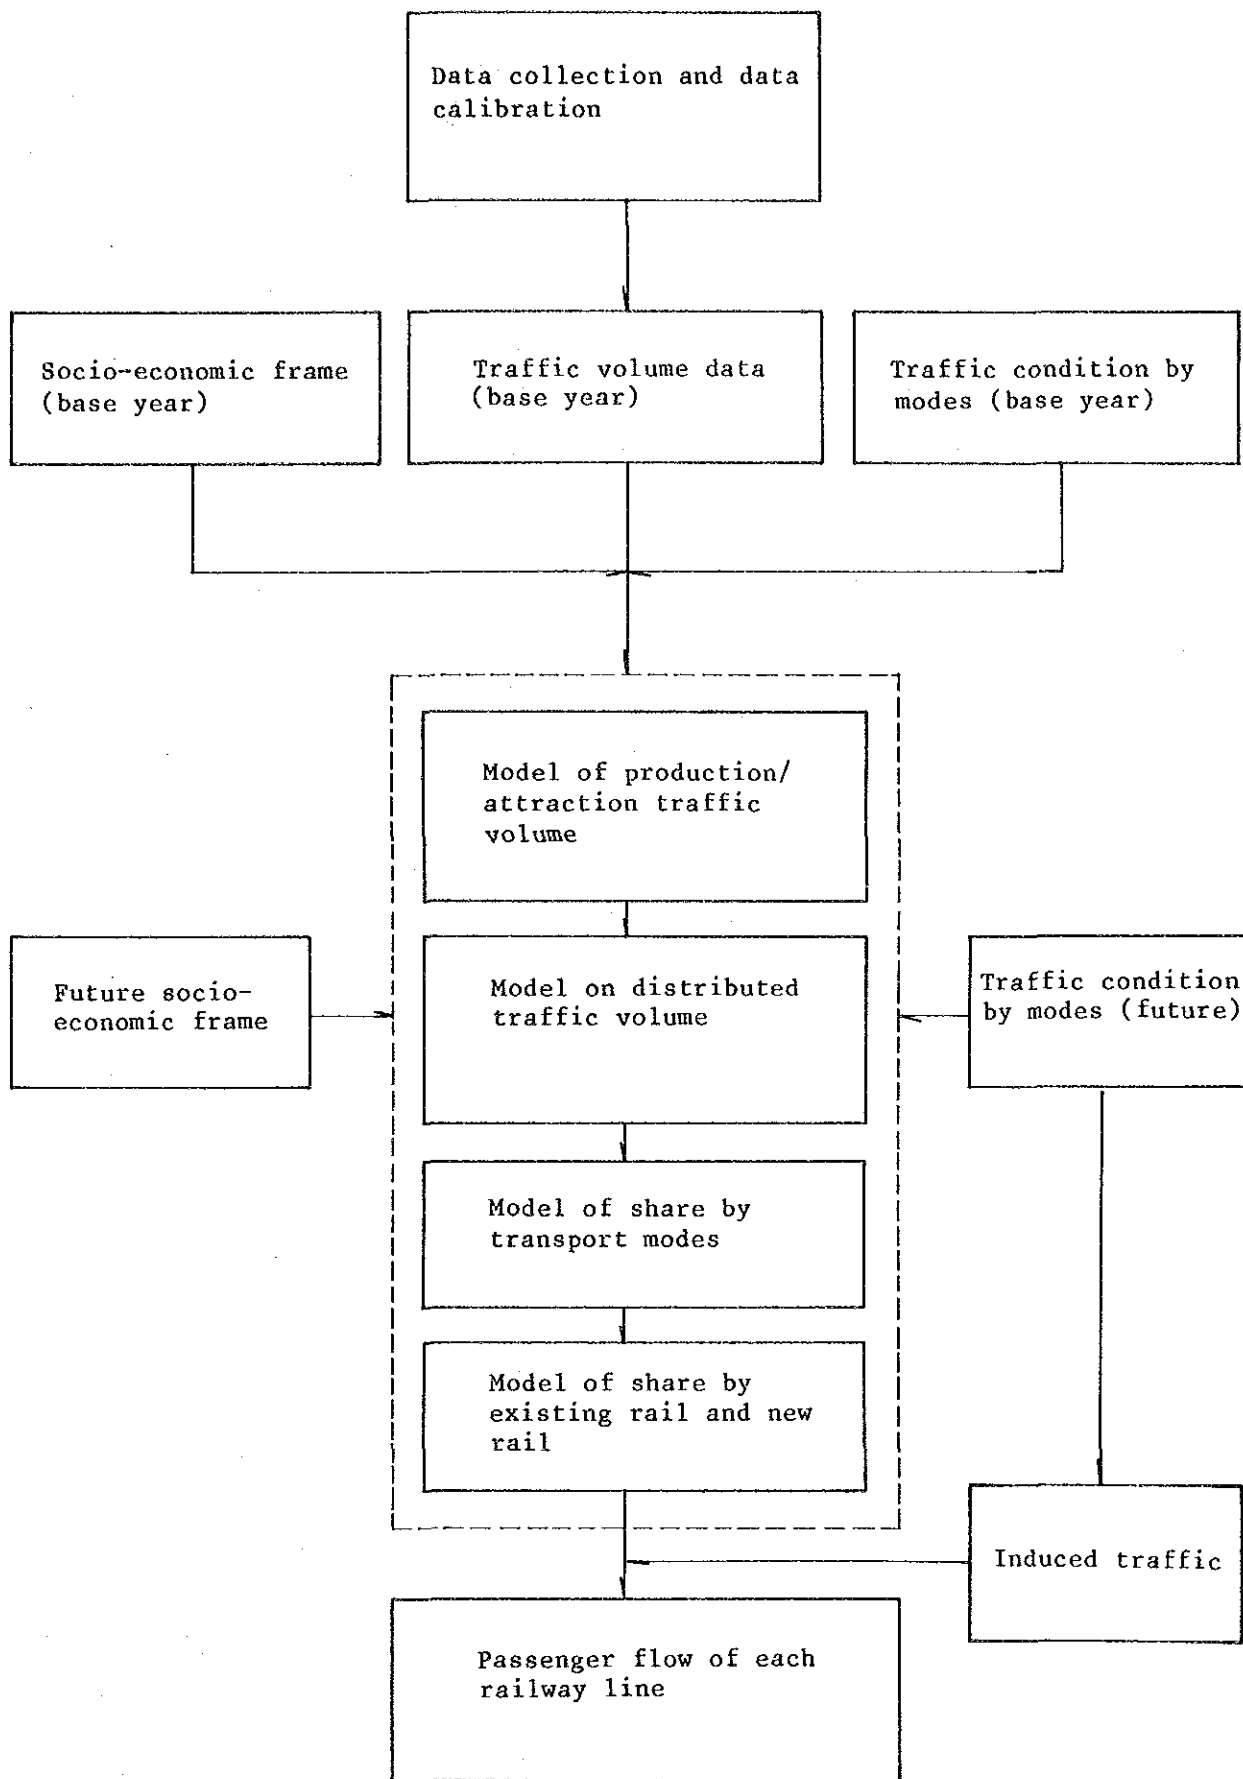 Data collection and data
calibration
Socio-economic frame
(base year)
Traffic volume data
(base year)
Traffic condition by
modes (base year)
Model of production/
attraction traffic
volume
Future socio-
economic frame
Model on distributed
traffic volume
Traffic condition
by modes (future)
Model of share by
transport modes
Model of share by
existing rail and new
rail
Induced traffic
Passenger flow of each
railway line